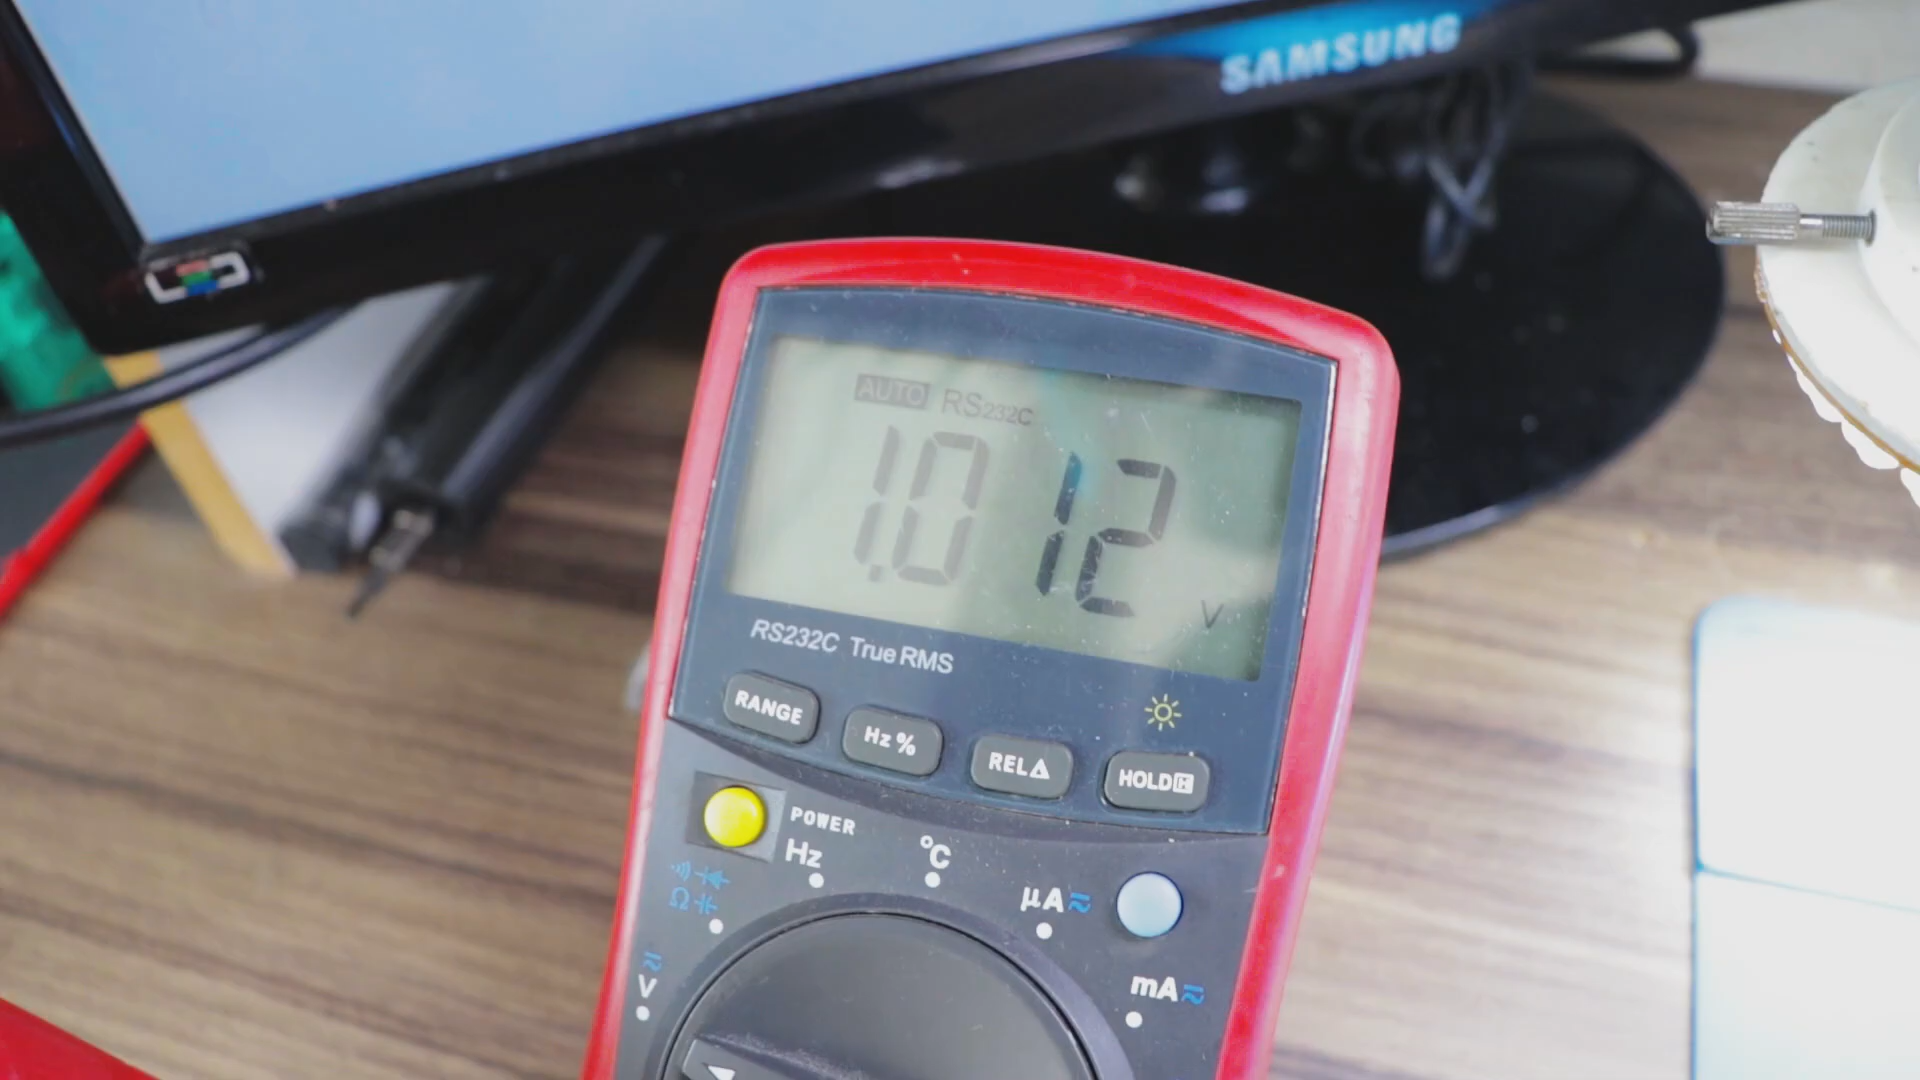 SAMSUNG
AUTO RS232C
1.012 V
RS232C True RMS
RANGE
Hz %
REL△
HOLD H
POWER
Hz
°C
μA
Ω
V
mA